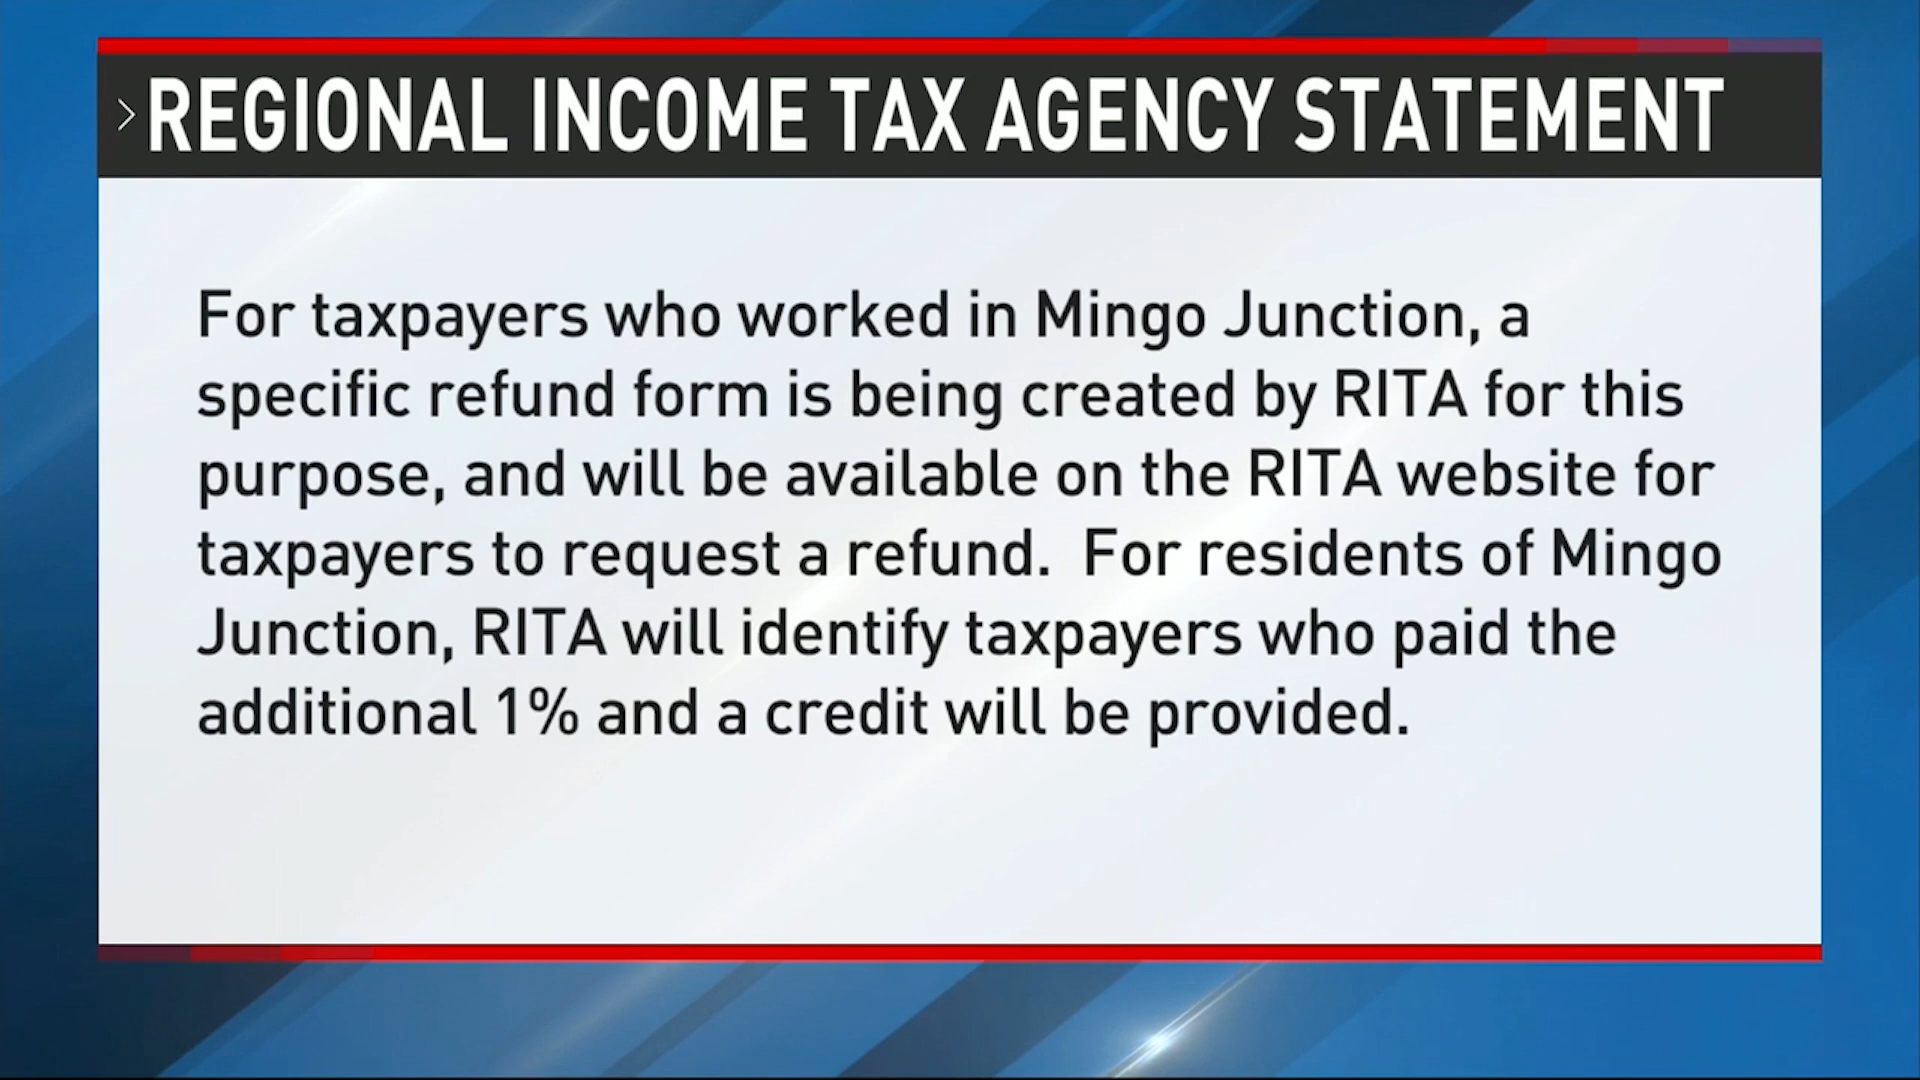 > REGIONAL INCOME TAX AGENCY STATEMENT
For taxpayers who worked in Mingo Junction, a
specific refund form is being created by RITA for this
purpose, and will be available on the RITA website for
taxpayers to request a refund.  For residents of Mingo
Junction, RITA will identify taxpayers who paid the
additional 1% and a credit will be provided.